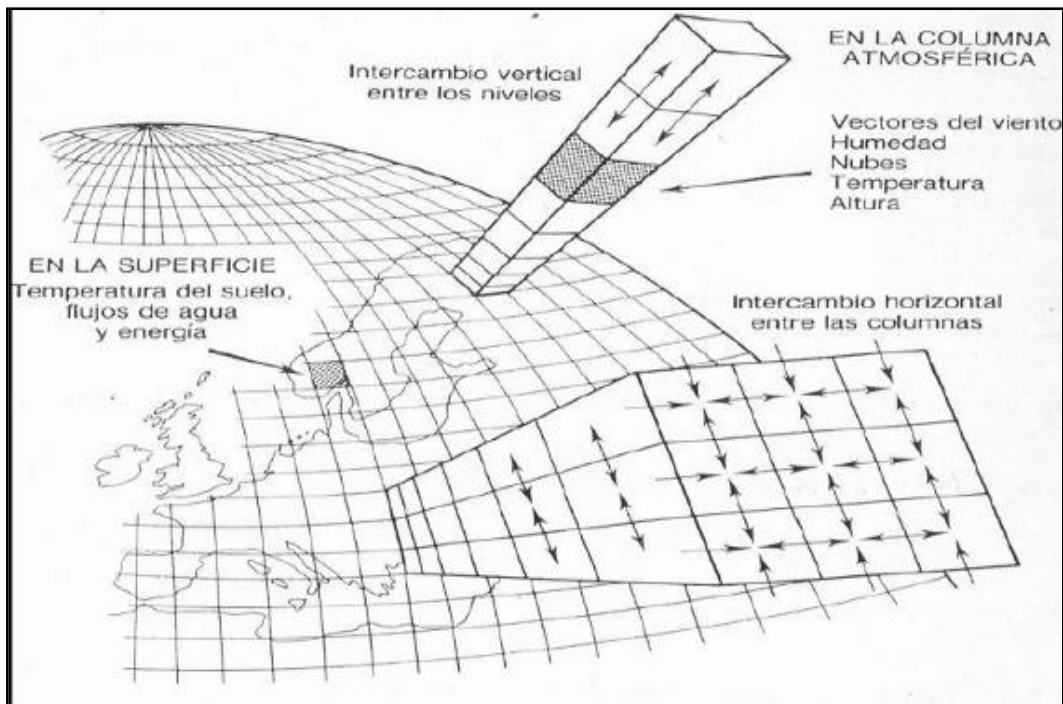 EN LA COLUMNA
ATMOSFÉRICA
Intercambio vertical
entre los niveles
Vectores del viento
Humedad
Nubes
Temperatura
Altura
EN LA SUPERFICIE
Temperatura del suelo,
flujos de agua
y energía
Intercambio horizontal
entre las columnas